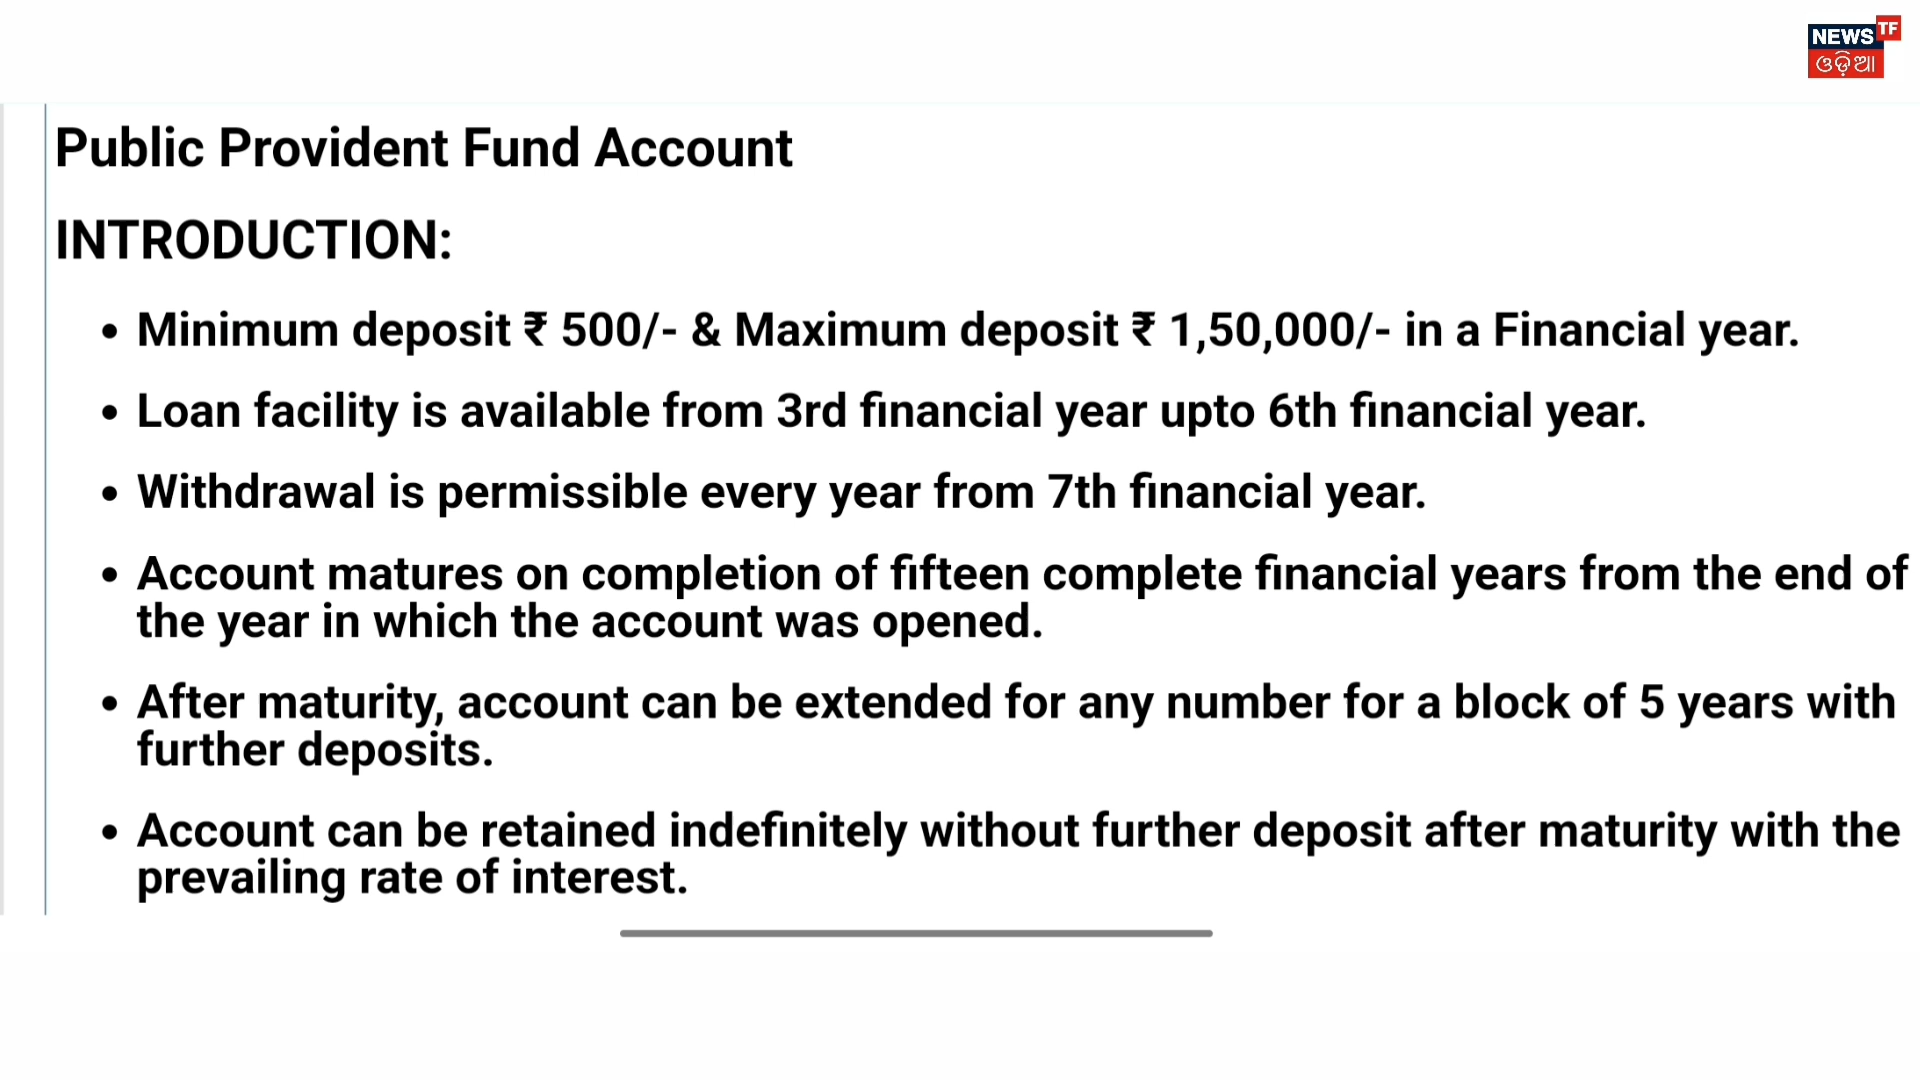 NEWS TF
ଓଡ଼ିଆ
Public Provident Fund Account
INTRODUCTION:
• Minimum deposit ₹ 500/- & Maximum deposit ₹ 1,50,000/- in a Financial year.
• Loan facility is available from 3rd financial year upto 6th financial year.
• Withdrawal is permissible every year from 7th financial year.
• Account matures on completion of fifteen complete financial years from the end of
the year in which the account was opened.
• After maturity, account can be extended for any number for a block of 5 years with
further deposits.
• Account can be retained indefinitely without further deposit after maturity with the
prevailing rate of interest.